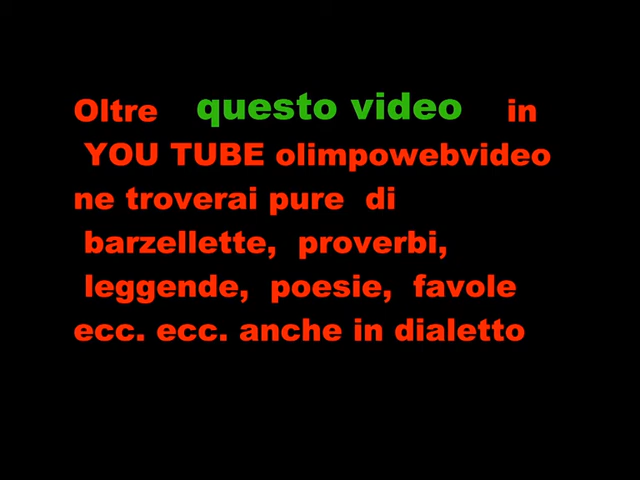 Oltre questo video in
YOU TUBE olimpowebvideo
ne troverai pure di
barzellette, proverbi,
leggende, poesie, favole
ecc. ecc. anche in dialetto